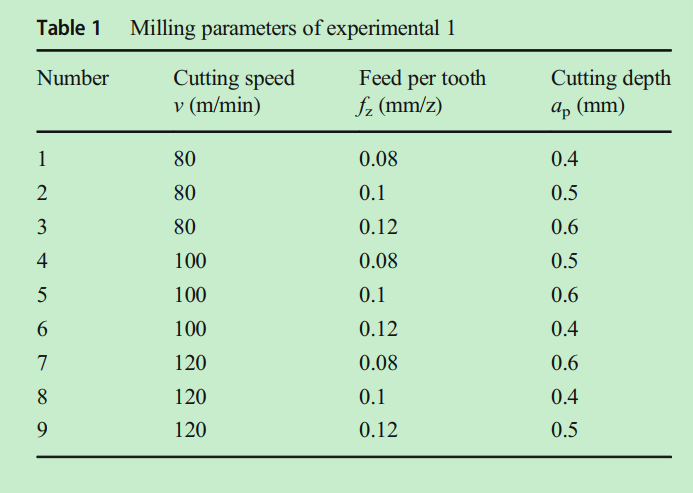 Table 1 Milling parameters of experimental 1
Number Cutting speed Feed per tooth Cutting depth
v (m/min) fz (mm/z) ap (mm)
1 80 0.08 0.4
2 80 0.1 0.5
3 80 0.12 0.6
4 100 0.08 0.5
5 100 0.1 0.6
6 100 0.12 0.4
7 120 0.08 0.6
8 120 0.1 0.4
9 120 0.12 0.5